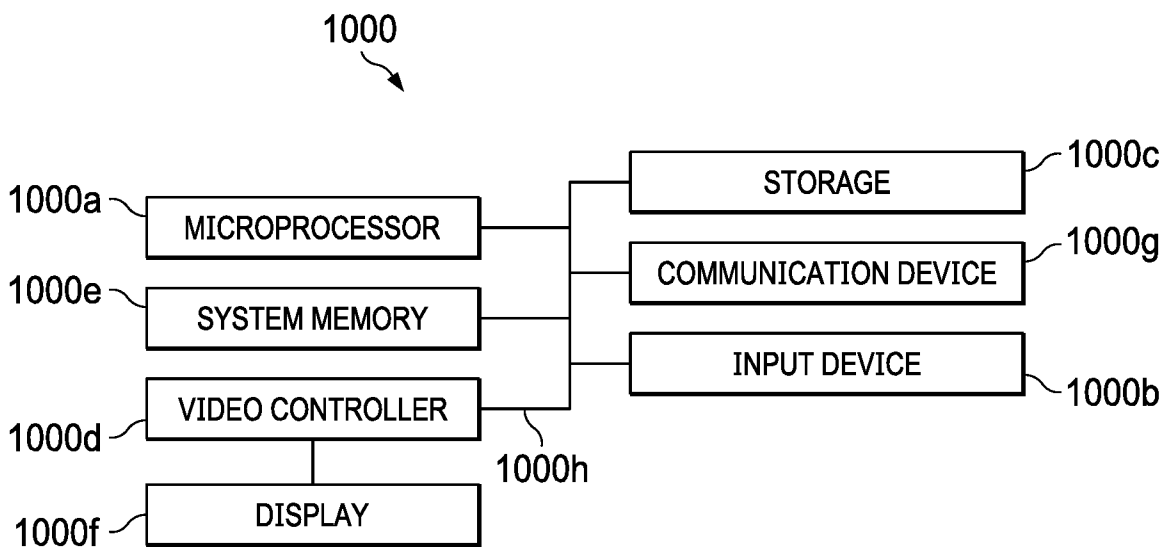 1000
1000a
MICROPROCESSOR
1000e
SYSTEM MEMORY
1000d
VIDEO CONTROLLER
1000f
DISPLAY
1000h
STORAGE
1000c
COMMUNICATION DEVICE
1000g
INPUT DEVICE
1000b